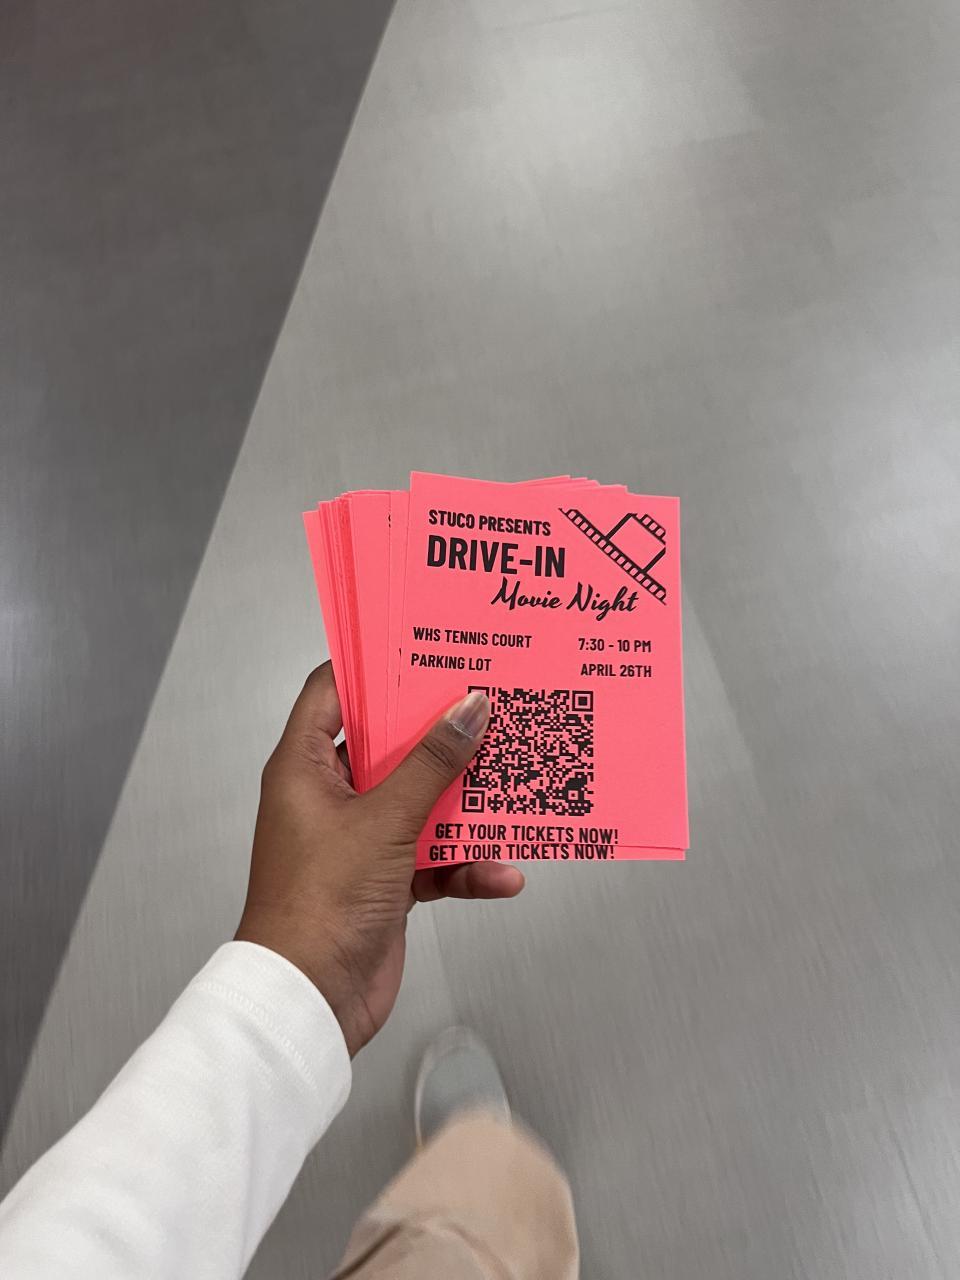 STUCO PRESENTS
DRIVE-IN
Movie Night
WHS TENNIS COURT
PARKING LOT
7:30 - 10 PM
APRIL 26TH
GET YOUR TICKETS NOW!
GET YOUR TICKETS NOW!